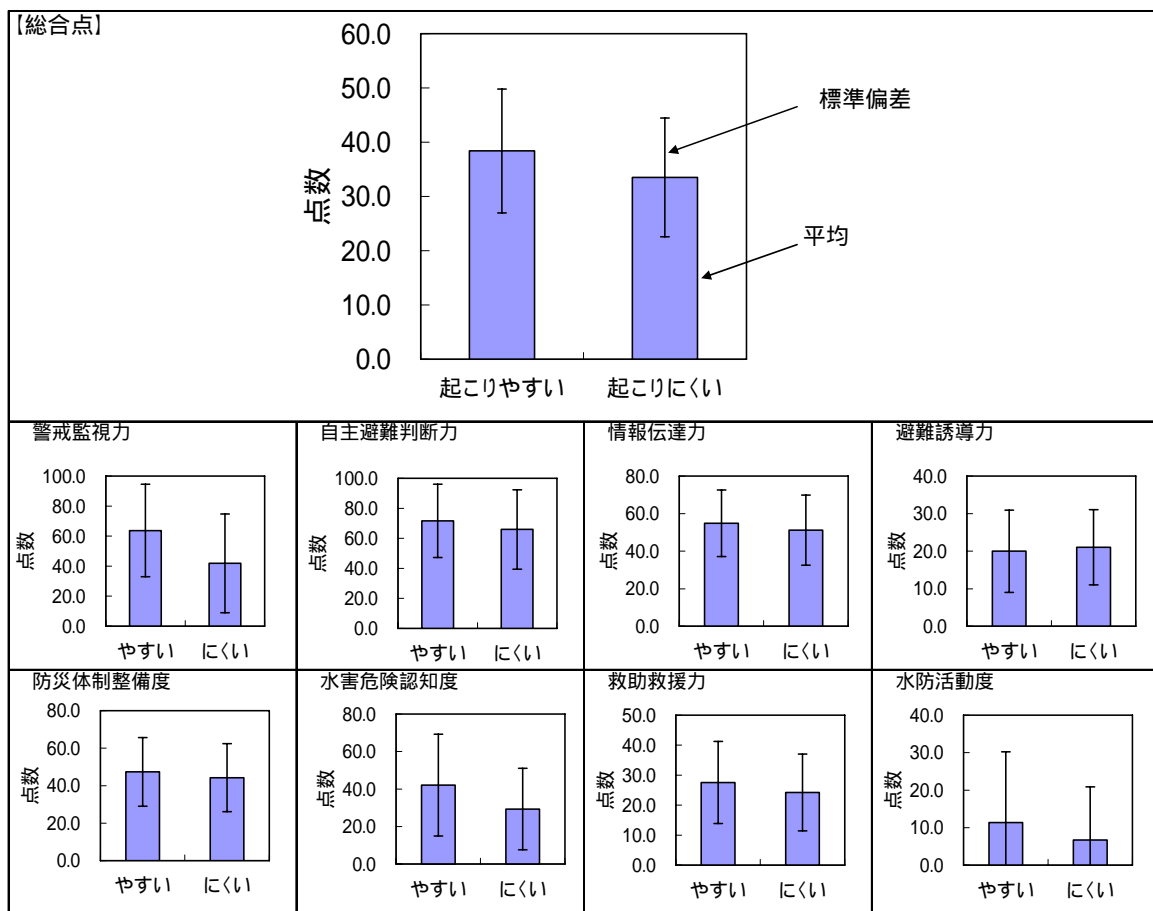 【総合点】
60.0
50.0
40.0
30.0
20.0
10.0
0.0
点数
起こりやすい 起こりにくい
標準偏差
平均
警戒監視力
100.0
80.0
60.0
40.0
20.0
0.0
点数
やすい にくい
自主避難判断力
100.0
80.0
60.0
40.0
20.0
0.0
点数
やすい にくい
情報伝達力
80.0
60.0
40.0
20.0
0.0
点数
やすい にくい
避難誘導力
40.0
30.0
20.0
10.0
0.0
点数
やすい にくい
防災体制整備度
80.0
60.0
40.0
20.0
0.0
点数
やすい にくい
水害危険認知度
80.0
60.0
40.0
20.0
0.0
点数
やすい にくい
救助救援力
50.0
40.0
30.0
20.0
10.0
0.0
点数
やすい にくい
水防活動度
40.0
30.0
20.0
10.0
0.0
点数
やすい にくい